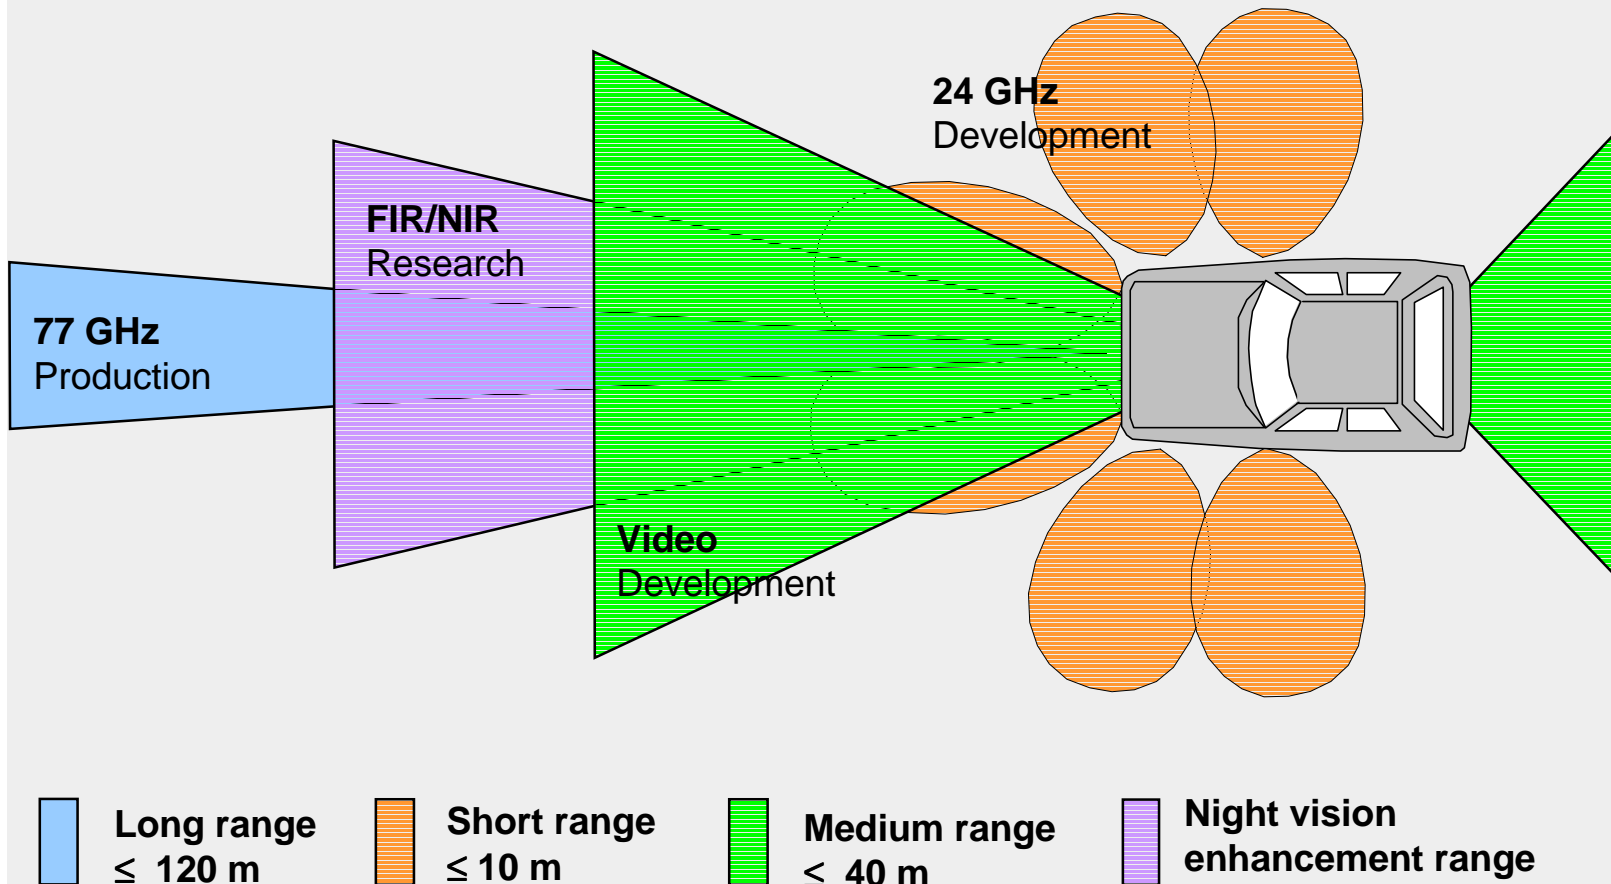 24 GHz
Development
FIR/NIR
Research
77 GHz
Production
Video
Development
Long range
≤ 120 m
Short range
≤ 10 m
Medium range
≤ 40 m
Night vision
enhancement range